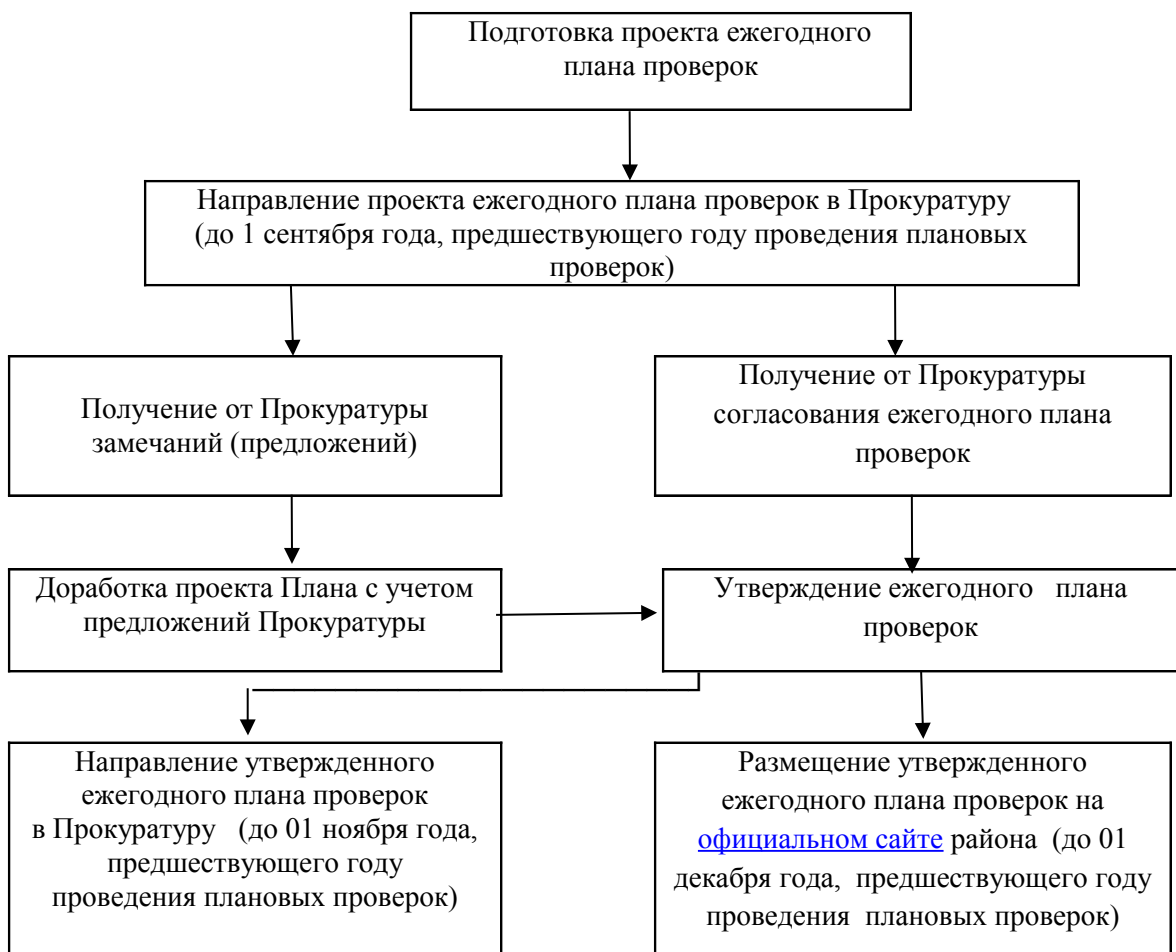 Подготовка проекта ежегодного
плана проверок
Направление проекта ежегодного плана проверок в Прокуратуру
(до 1 сентября года, предшествующего году проведения плановых
проверок)
Получение от Прокуратуры
замечаний (предложений)
Получение от Прокуратуры
согласования ежегодного плана
проверок
Доработка проекта Плана с учетом
предложений Прокуратуры
Утверждение ежегодного плана
проверок
Направление утвержденного
ежегодного плана проверок
в Прокуратуру (до 01 ноября года,
предшествующего году
проведения плановых проверок)
Размещение утвержденного
ежегодного плана проверок на
официальном сайте района (до 01
декабря года, предшествующего году
проведения плановых проверок)